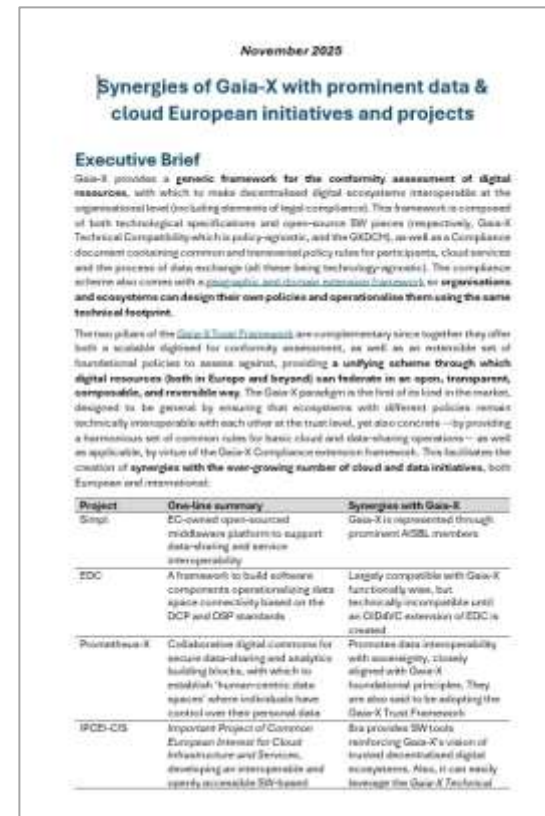 November 2025
Synergies of Gaia-X with prominent data &
cloud European initiatives and projects
Executive Brief
Gaia-X provides a generic framework for the conformity assessment of digital
resources, with which to make decentralised digital ecosystems interoperable at the
organisational level (including elements of legal compliance). This framework is composed
of both technological specifications and open-source SW pieces (respectively, Gaia-X
Technical Compatibility which is policy-agnostic, and the GXDCH), as well as a Compliance
document containing common and transversal policy rules for participants, cloud services
and the process of data exchange (all these being technology-agnostic). The compliance
scheme also comes with a geographic and domain extension framework so organisations
and ecosystems can design their own policies and operationalise them using the same
technical footprint.
The two pillars of the Gaia-X Trust Framework are complementary since together they offer
both a scalable digitised for conformity assessment, as well as an extensible set of
foundational policies to assess against, providing a unifying scheme through which
digital resources (both in Europe and beyond) can federate in an open, transparent,
composable, and reversible way. The Gaia-X paradigm is the first of its kind in the market,
designed to be general by ensuring that ecosystems with different policies remain
technically interoperable with each other at the trust level, yet also concrete —by providing
a harmonious set of common rules for basic cloud and data-sharing operations— as well
as applicable, by virtue of the Gaia-X Compliance extension framework. This facilitates the
creation of synergies with the ever-growing number of cloud and data initiatives, both
European and international:
Project One-line summary Synergies with Gaia-X
Simpl EC-owned open-sourced Gaia-X is represented through
middleware platform to support prominent AISBL members
data-sharing and service
interoperability
EDC A framework to build software Largely compatible with Gaia-X
components operationalizing data functionally wise, but
space connectivity based on the technically incompatible until
DCP and DSP standards an OID4VC extension of EDC is
created
Prometheus-X Collaborative digital commons for Promotes data interoperability
secure data-sharing and analytics with sovereignty, closely
building blocks, with which to aligned with Gaia-X
establish 'human-centric data foundational principles. They
spaces' where individuals have are also said to be adopting the
control over their personal data Gaia-X Trust Framework
IPCEI-CIS Important Project of Common Era provides SW tools
European Interest for Cloud reinforcing Gaia-X's vision of
Infrastructure and Services, trusted decentralised digital
developing an interoperable and ecosystems. Also, it can easily
openly accessible SW-based leverage the Gaia-X Technical